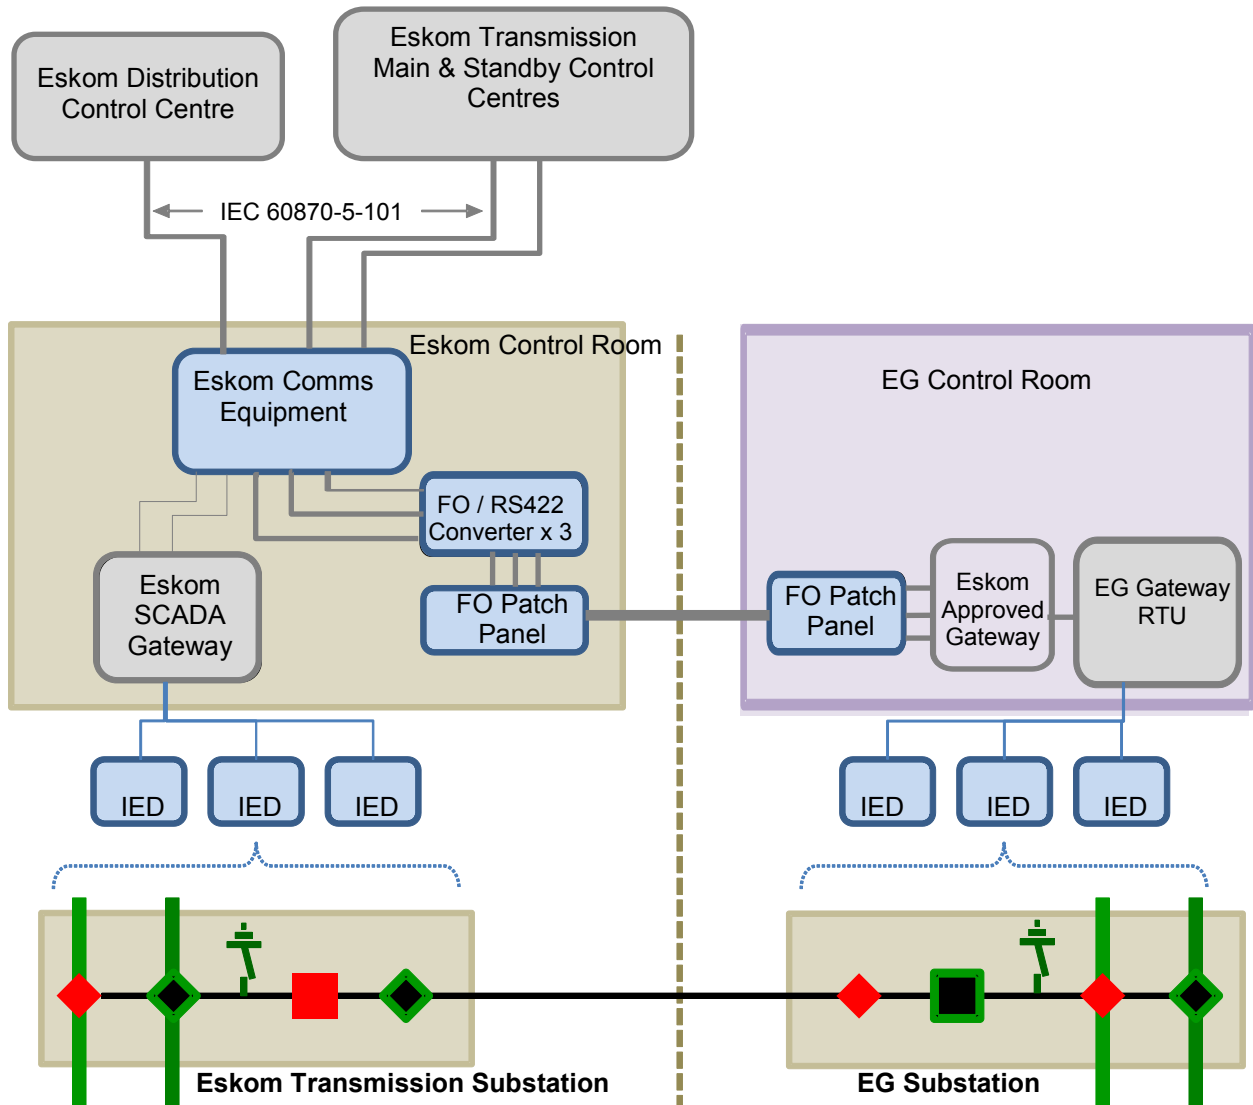 Eskom Distribution
Control Centre
Eskom Transmission
Main & Standby Control
Centres
IEC 60870-5-101
Eskom Control Room
Eskom Comms
Equipment
FO / RS422
Converter x 3
Eskom
SCADA
Gateway
FO Patch
Panel
EG Control Room
FO Patch
Panel
Eskom
Approved
Gateway
EG Gateway
RTU
IED
IED
IED
IED
IED
IED
Eskom Transmission Substation
EG Substation